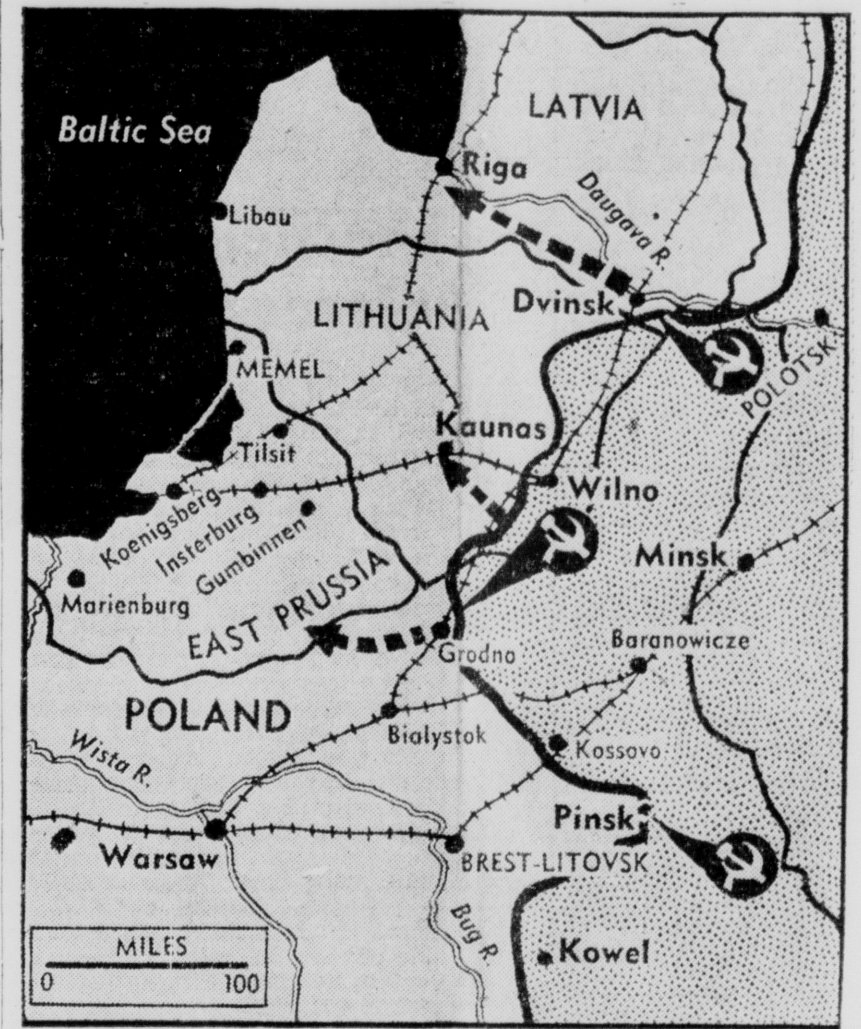 LATVIA
Baltic Sea
Riga
Daugava R.
Libau
Dvinsk
LITHUANIA
MEMEL
POLOTSK
Kaunas
Tilsit
Wilno
Koenigsberg
Insterburg
Gumbinnen
Minsk
Marienburg
EAST PRUSSIA
Grodno
Baranowicze
POLAND
Bialystok
Wista R.
Kossovo
Pinsk
Warsaw
BREST-LITOVSK
Bug R.
Kowel
MILES
0 100